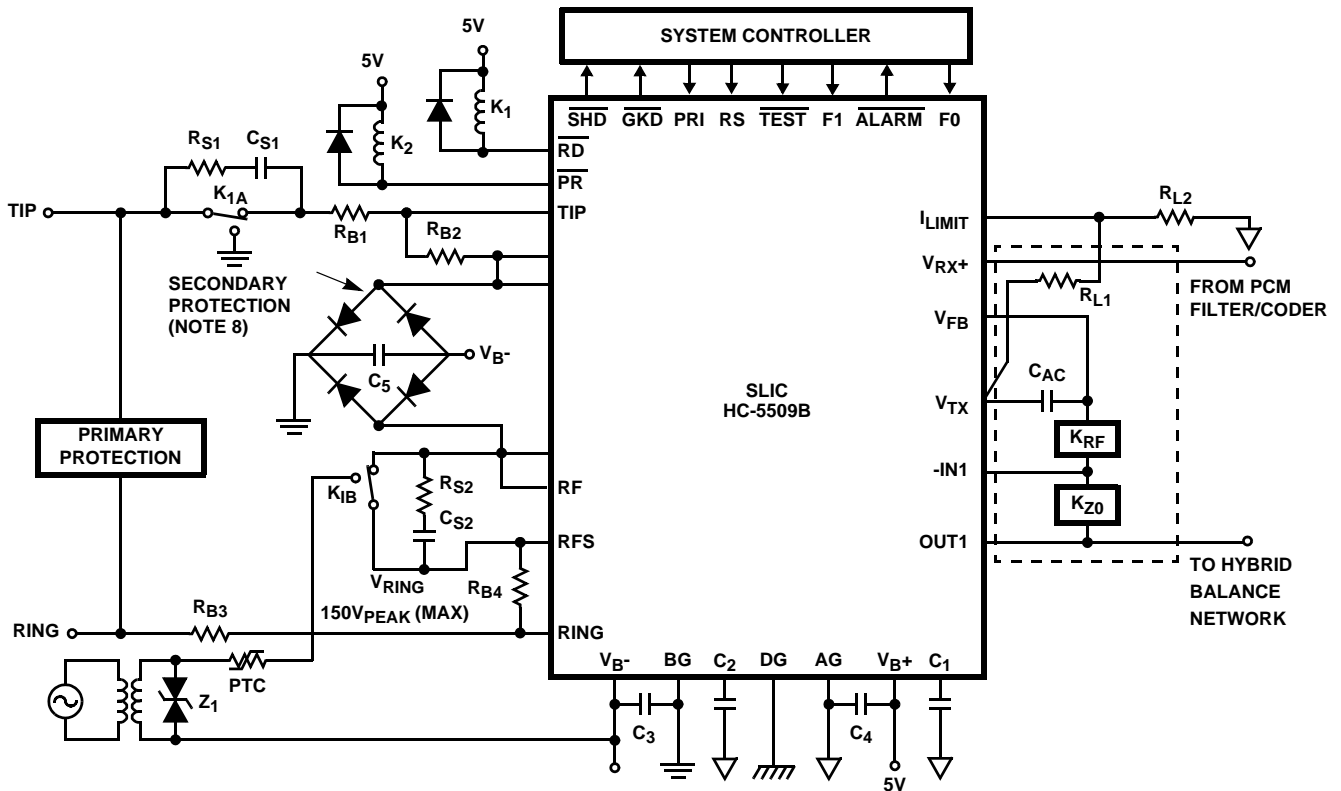 SYSTEM CONTROLLER
5V
5V
K1
K2
SHD GKD PRI RS TEST F1 ALARM F0
RD
PR
RS1 CS1
K1A
TIP
TIP
RB1
RB2
ILIMIT
RL2
SECONDARY
PROTECTION
(NOTE 8)
VRX+
RL1
FROM PCM
FILTER/CODER
VFB
VB-
C5
SLIC
HC-5509B
CAC
VTX
PRIMARY
PROTECTION
KRF
-IN1
KIB
RS2
RF
CS2
KZ0
RFS
OUT1
VRING
RB4
TO HYBRID
BALANCE
NETWORK
150VPEAK (MAX)
RB3
RING
RING
VB- BG C2 DG AG VB+ C1
PTC
Z1
C3
C4
5V